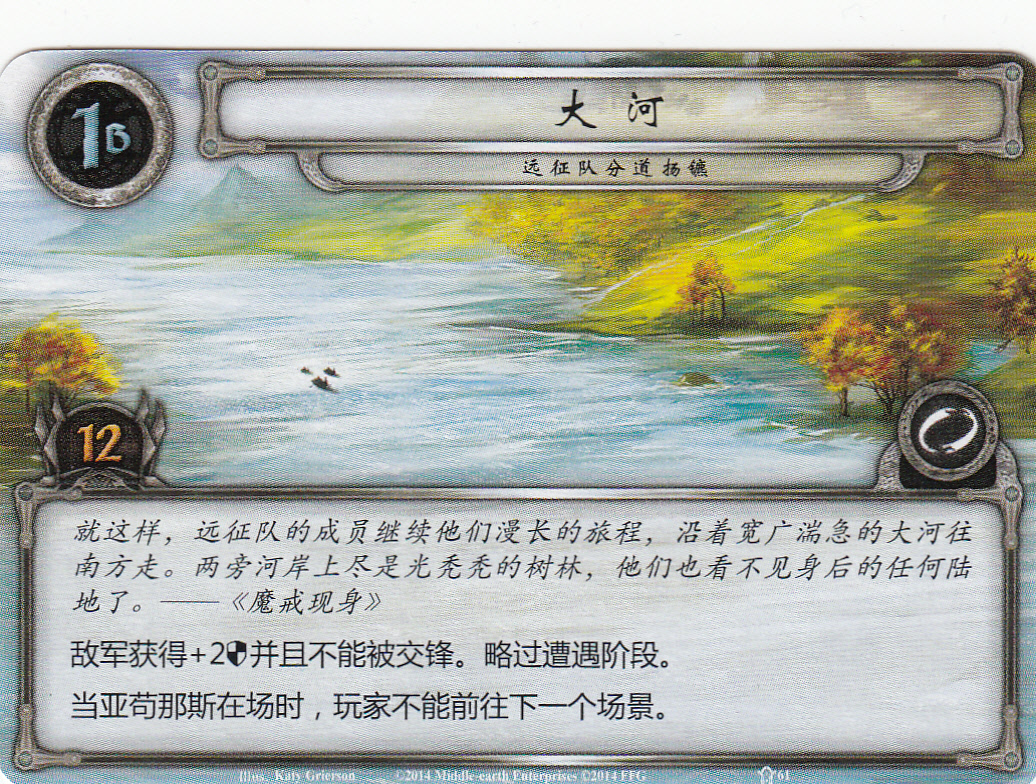 1B
大河
远征队分道扬镳
12
就这样，远征队的成员继续他们漫长的旅程，沿着宽广湍急的大河往
南方走。两旁河岸上尽是光秃秃的树林，他们也看不见身后的任何陆
地了。——《魔戒现身》
敌军获得+2并且不能被交锋。略过遭遇阶段。
当亚苟那斯在场时，玩家不能前往下一个场景。
Illus. Katy Grierson ©2014 Middle-earth Enterprises ©2014 FFG 61